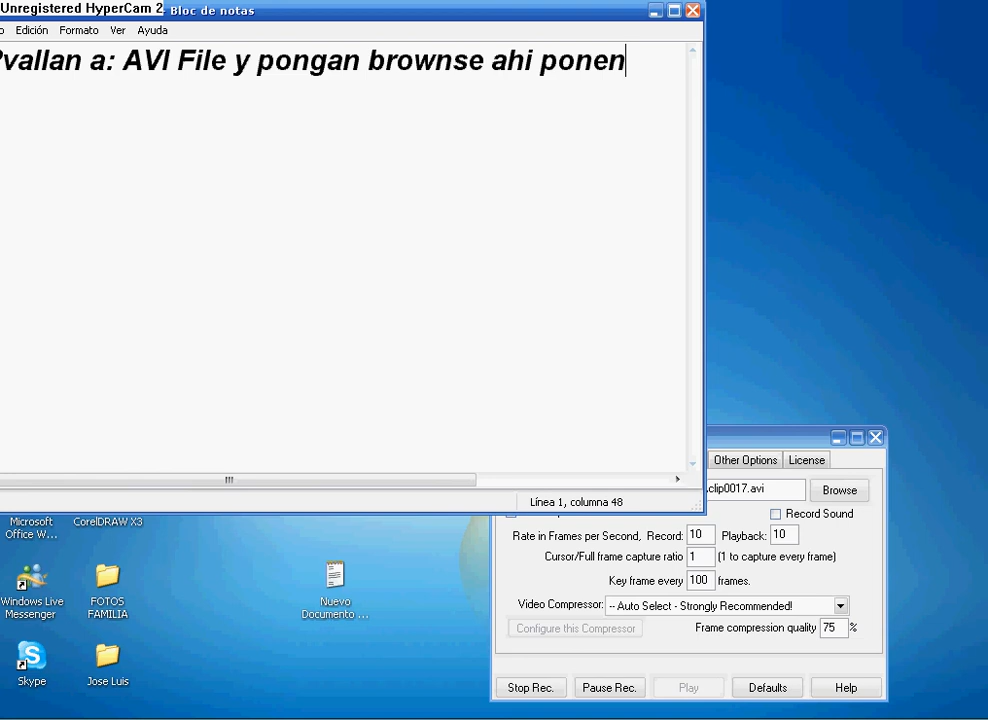 Unregistered HyperCam 2
Bloc de notas
Edición Formato Ver Ayuda
vallan a: AVI File y pongan brownse ahi ponen
Línea 1, columna 48
Other Options License
clip0017.avi Browse
Record Sound
Rate in Frames per Second, Record: 10 Playback: 10
Cursor/Full frame capture ratio 1 (1 to capture every frame)
Key frame every 100 frames.
Video Compressor: -- Auto Select - Strongly Recommended!
Configure this Compressor Frame compression quality 75 %
Stop Rec. Pause Rec. Play Defaults Help
Microsoft
Office W...
CorelDRAW X3
Windows Live
Messenger
FOTOS
FAMILIA
Nuevo
Documento ...
Skype
Jose Luis